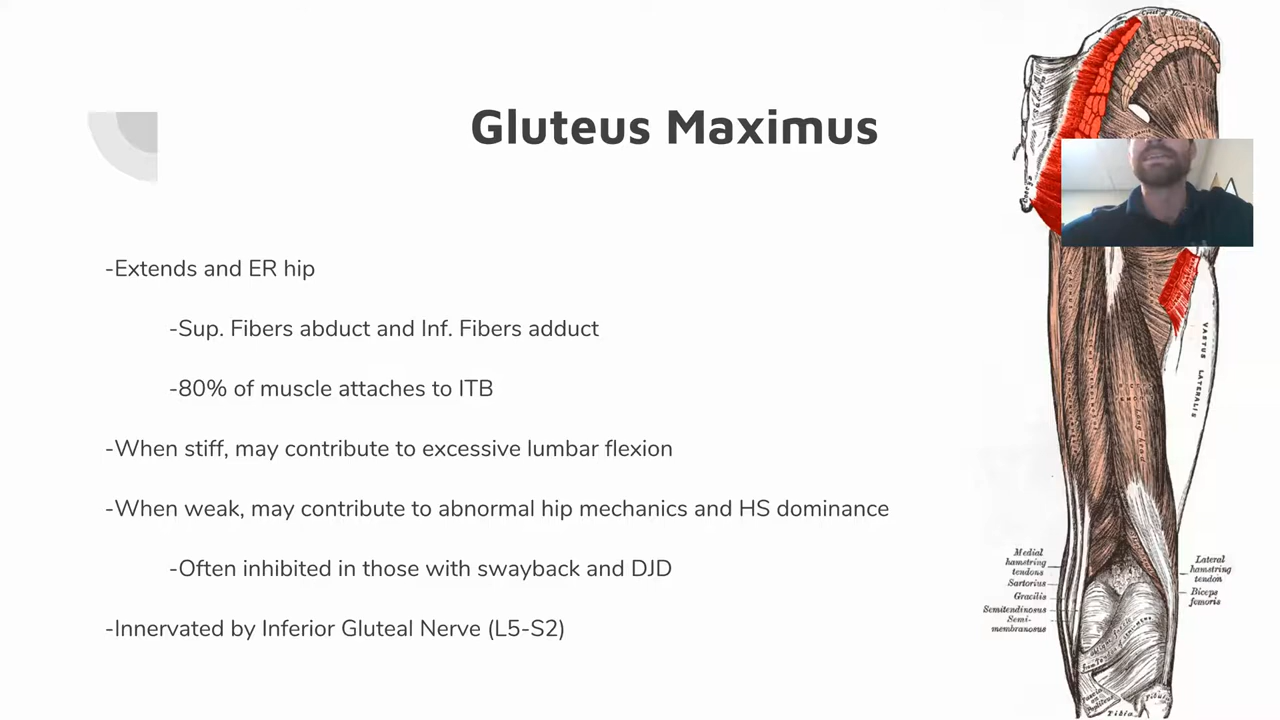 Gluteus Maximus
-Extends and ER hip
-Sup. Fibers abduct and Inf. Fibers adduct
-80% of muscle attaches to ITB
-When stiff, may contribute to excessive lumbar flexion
-When weak, may contribute to abnormal hip mechanics and HS dominance
-Often inhibited in those with swayback and DJD
-Innervated by Inferior Gluteal Nerve (L5-S2)
VASTUS LATERALIS
Medial
hamstring
tendons
Sartorius
Gracilis
Semitendinosus
Semi-
membranosus
Lateral
hamstring
tendon
Biceps
femoris
Tibia
Fibula